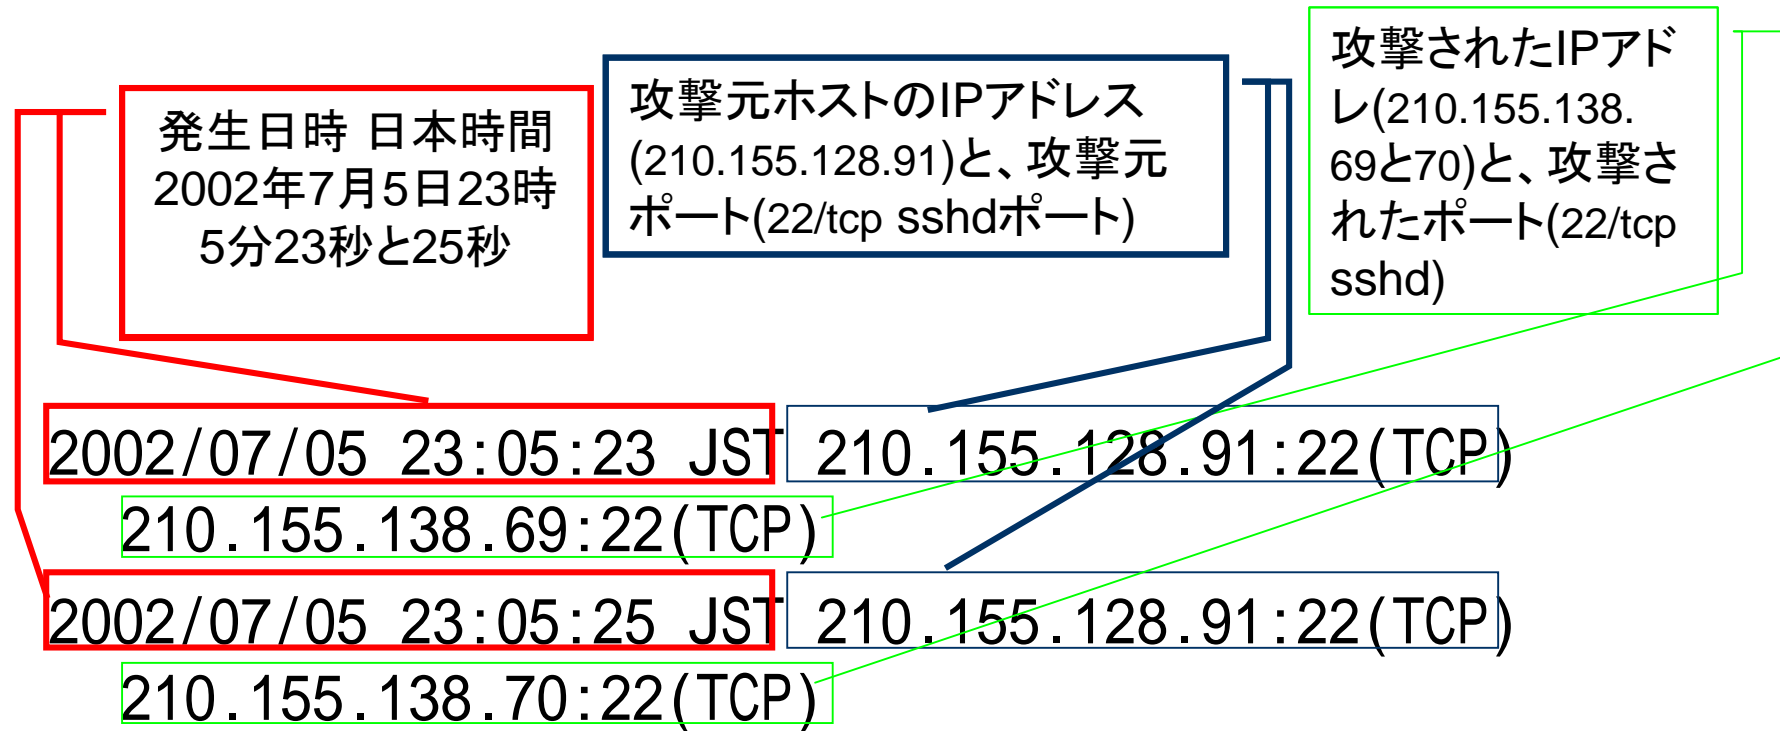 発生日時 日本時間
2002年7月5日23時
5分23秒と25秒
攻撃元ホストのIPアドレス
(210.155.128.91)と、攻撃元
ポート(22/tcp sshdポート)
攻撃されたIPアド
レ(210.155.138.
69と70)と、攻撃さ
れたポート(22/tcp
sshd)
2002/07/05 23:05:23 JST 210.155.128.91:22(TCP)
210.155.138.69:22(TCP)
2002/07/05 23:05:25 JST 210.155.128.91:22(TCP)
210.155.138.70:22(TCP)